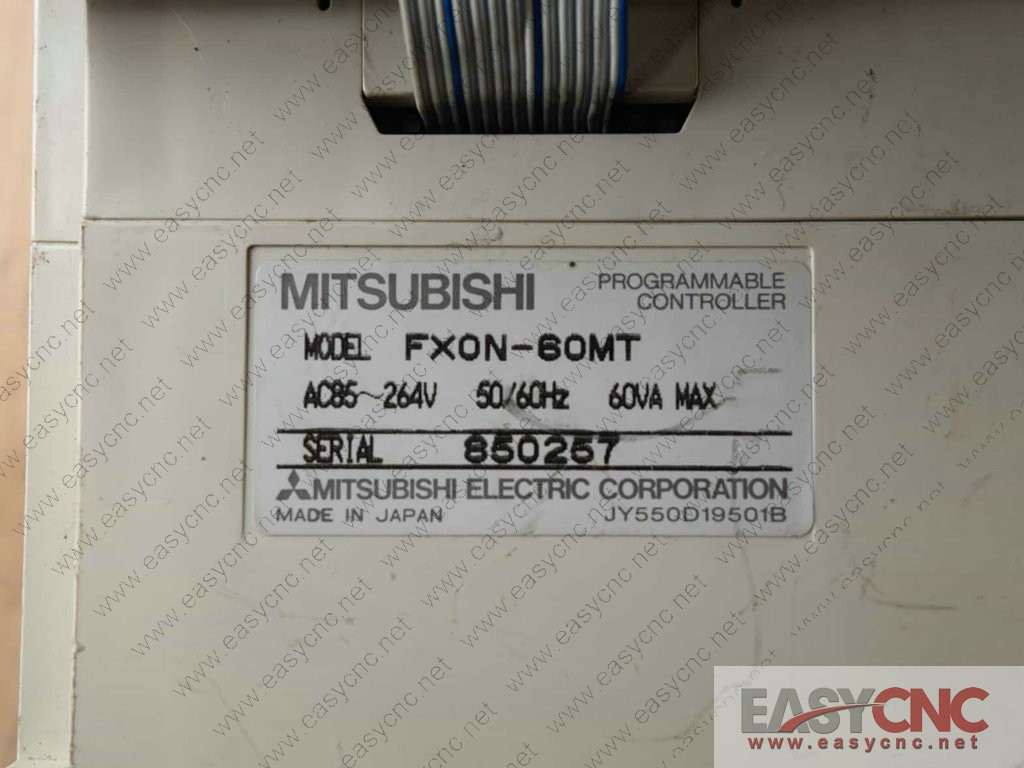 MITSUBISHI PROGRAMMABLE
CONTROLLER
MODEL FX0N-60MT
AC85~264V 50/60Hz 60VA MAX
SERIAL 850257
MITSUBISHI ELECTRIC CORPORATION
MADE IN JAPAN JY550D19501B
EASYCNC
www.easycnc.net